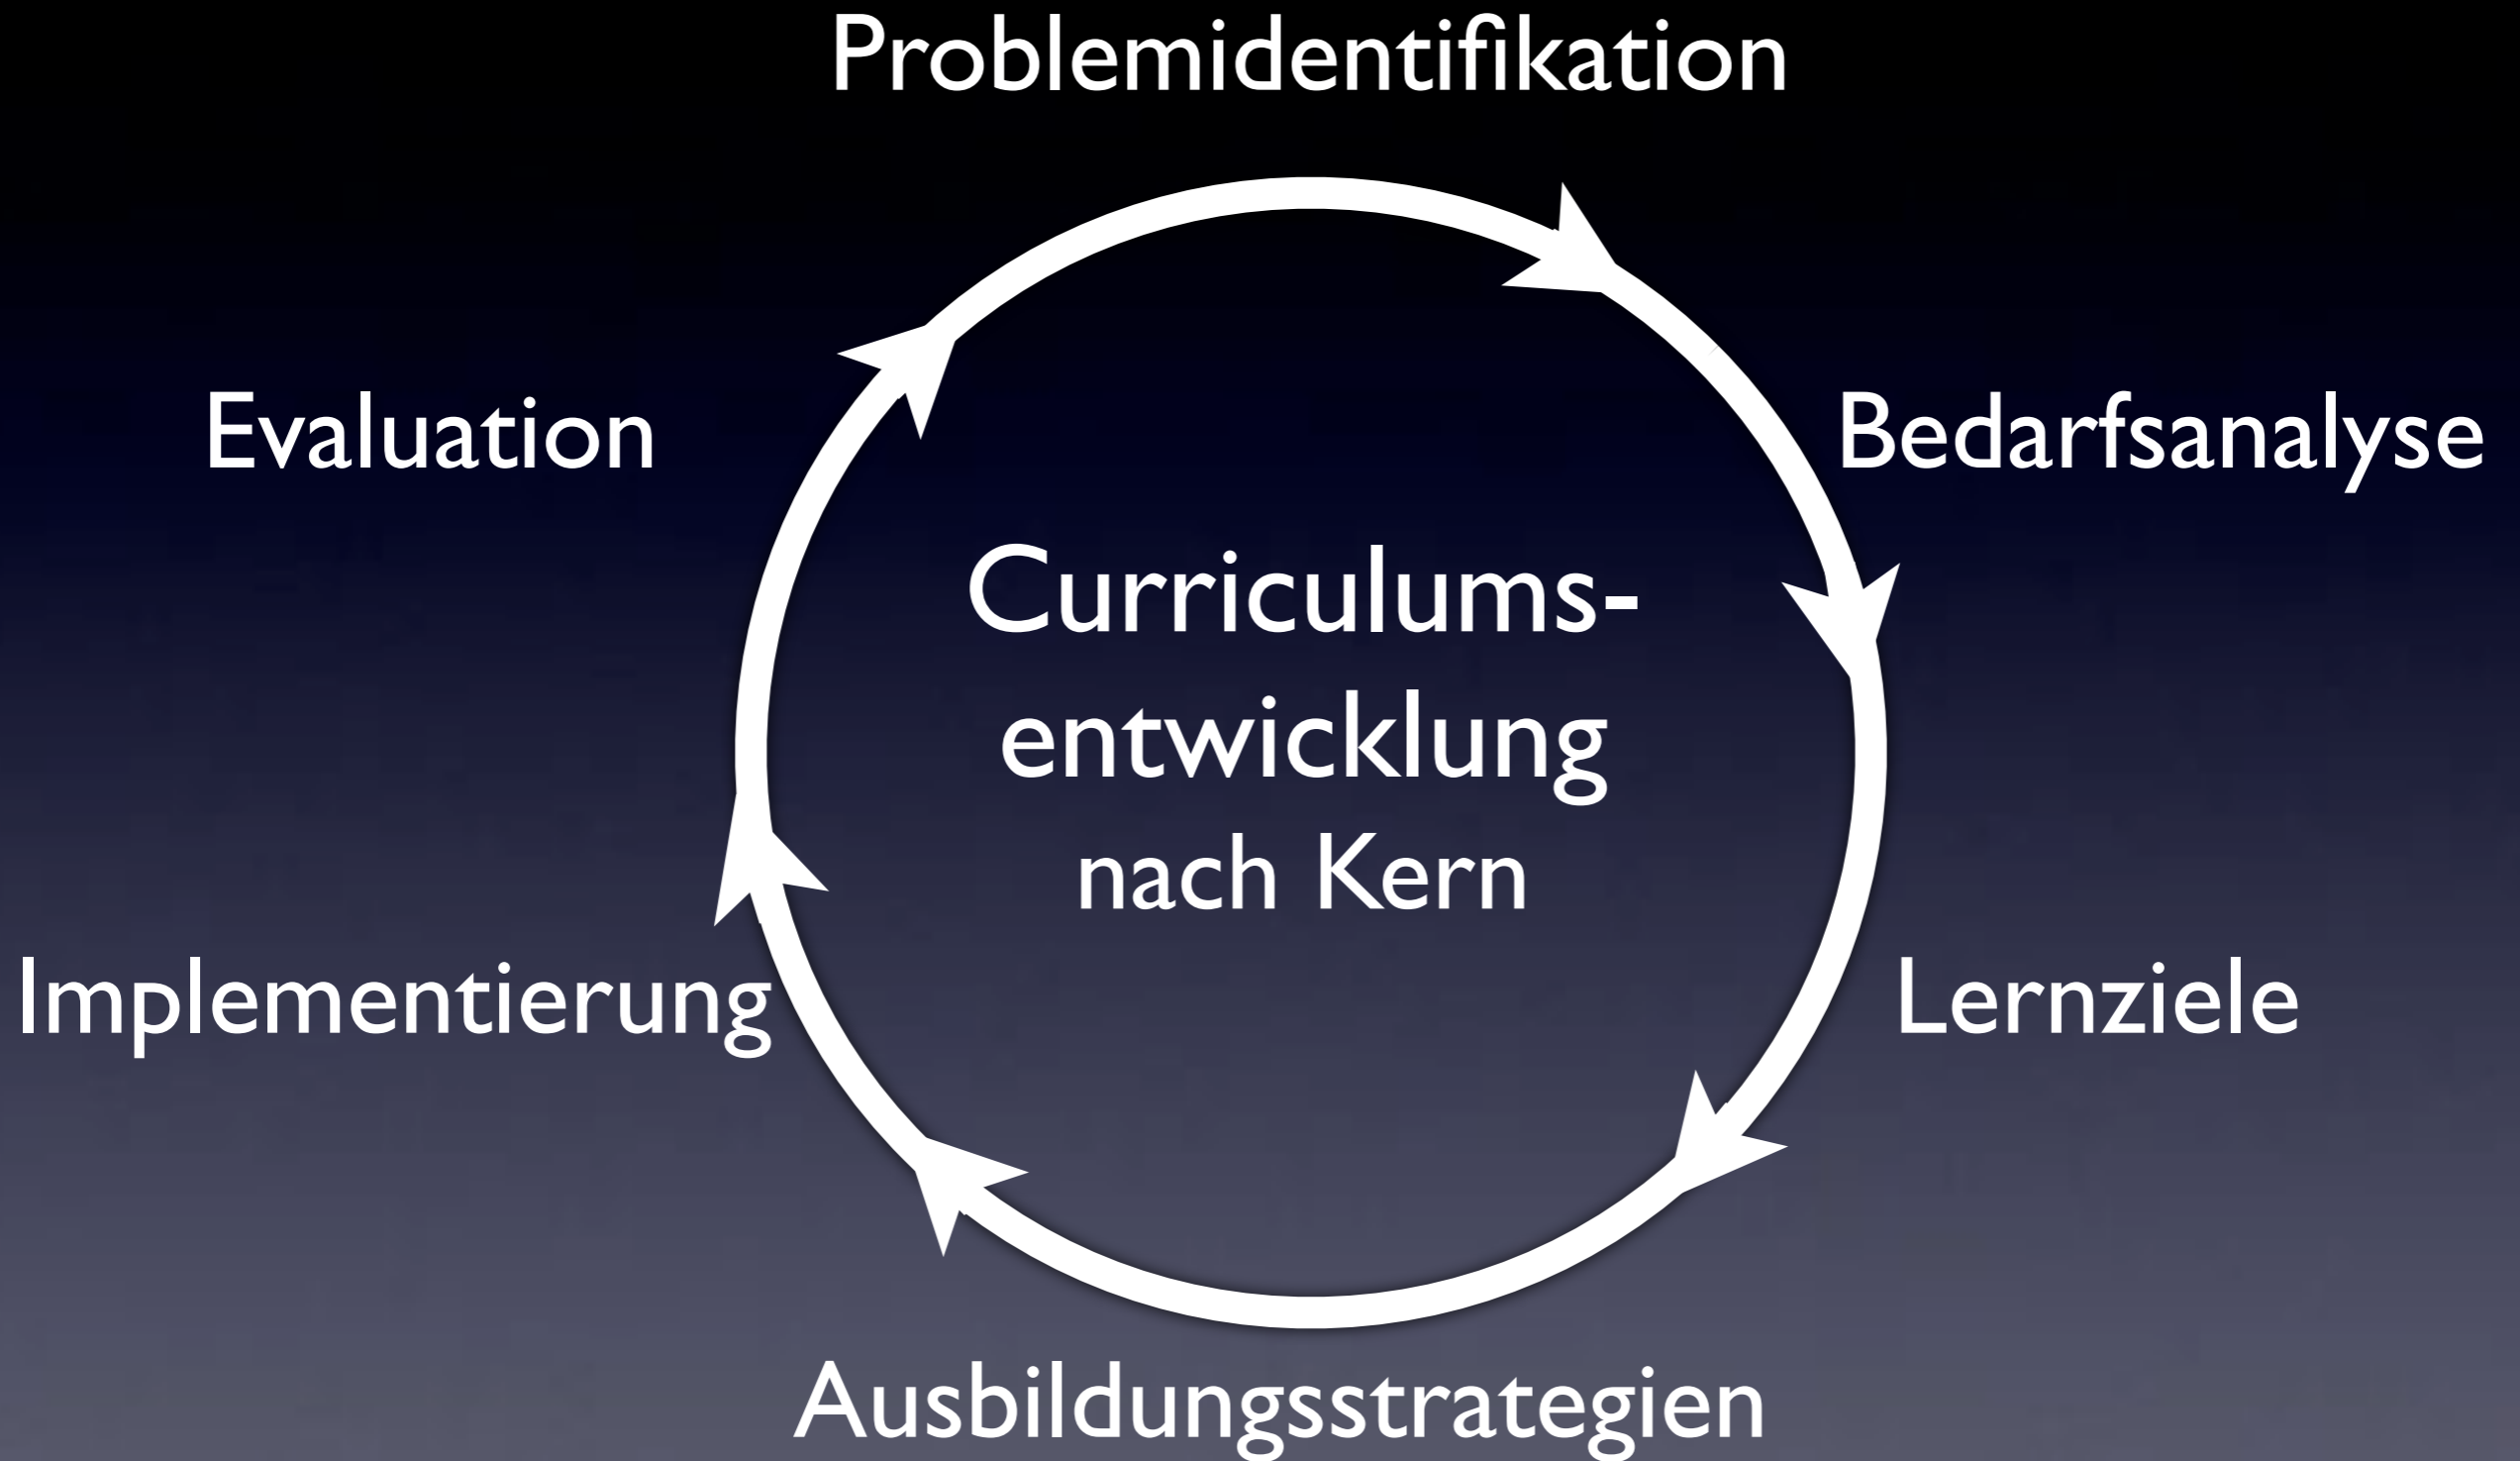 Problemidentifikation
Evaluation
Bedarfsanalyse
Curriculums-
entwicklung
nach Kern
Implementierung
Lernziele
Ausbildungsstrategien